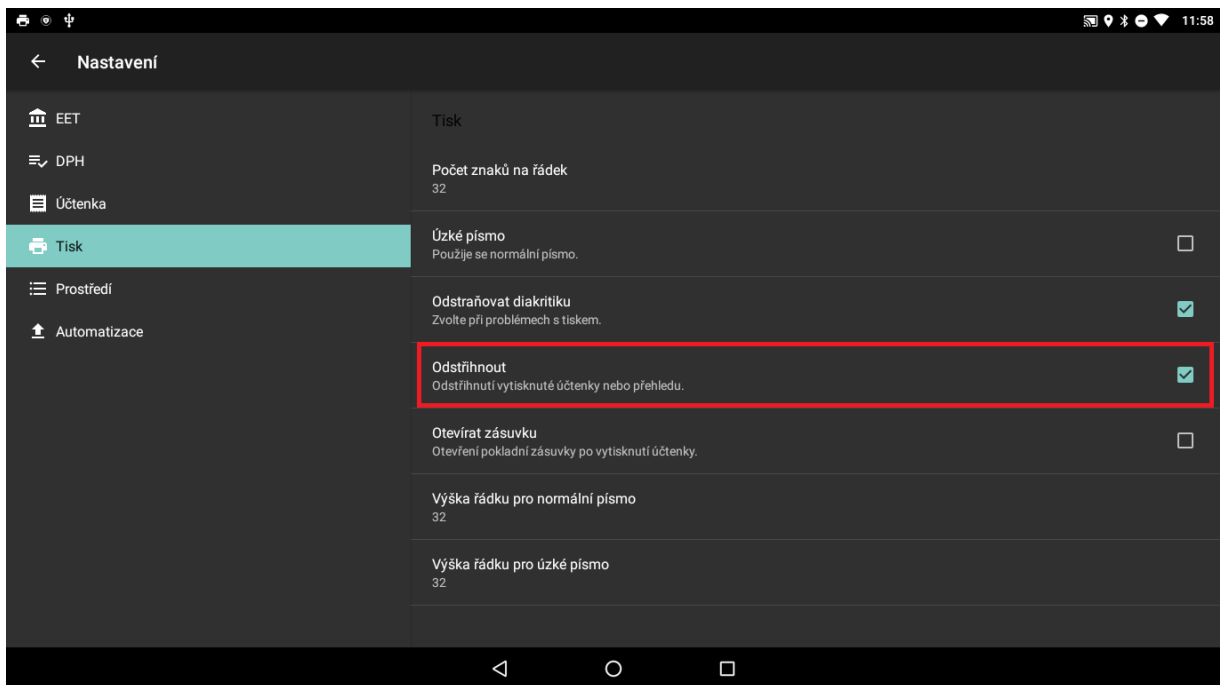 11:58
Nastavení
EET
DPH
Účtenka
Tisk
Prostředí
Automatizace
Tisk
Počet znaků na řádek
32
Úzké písmo
Použije se normální písmo.
Odstraňovat diakritiku
Zvolte při problémech s tiskem.
Odstřihnout
Odstřihnutí vytisknuté účtenky nebo přehledu.
Otevírat zásuvku
Otevření pokladní zásuvky po vytisknutí účtenky.
Výška řádku pro normální písmo
32
Výška řádku pro úzké písmo
32